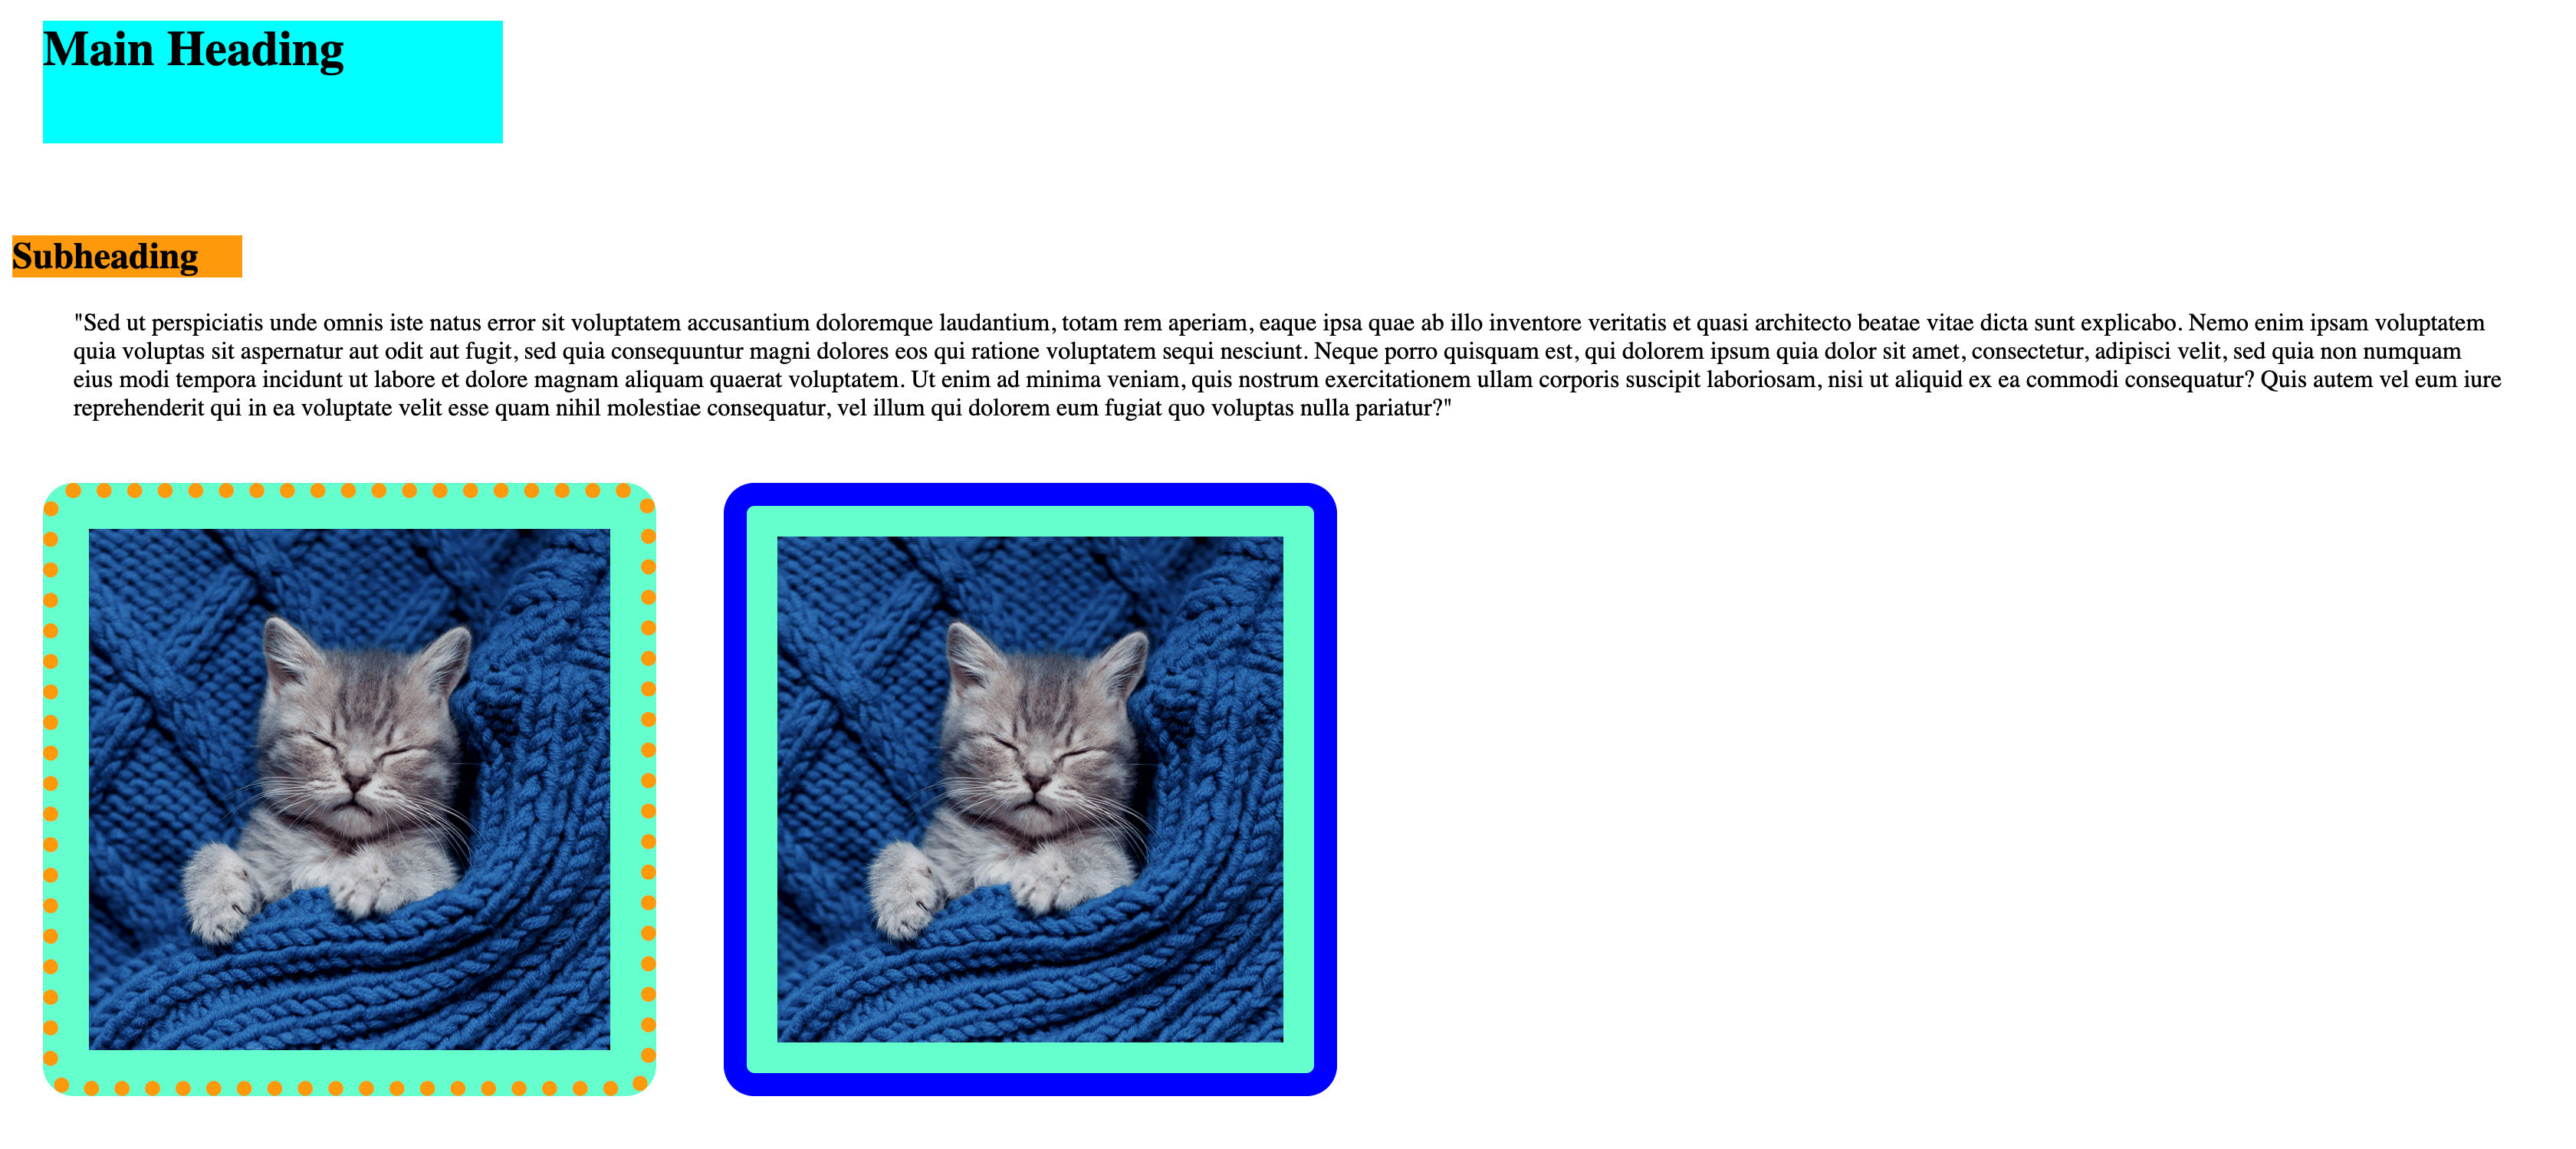 Main Heading
Subheading
"Sed ut perspiciatis unde omnis iste natus error sit voluptatem accusantium doloremque laudantium, totam rem aperiam, eaque ipsa quae ab illo inventore veritatis et quasi architecto beatae vitae dicta sunt explicabo. Nemo enim ipsam voluptatem
quia voluptas sit aspernatur aut odit aut fugit, sed quia consequuntur magni dolores eos qui ratione voluptatem sequi nesciunt. Neque porro quisquam est, qui dolorem ipsum quia dolor sit amet, consectetur, adipisci velit, sed quia non numquam
eius modi tempora incidunt ut labore et dolore magnam aliquam quaerat voluptatem. Ut enim ad minima veniam, quis nostrum exercitationem ullam corporis suscipit laboriosam, nisi ut aliquid ex ea commodi consequatur? Quis autem vel eum iure
reprehenderit qui in ea voluptate velit esse quam nihil molestiae consequatur, vel illum qui dolorem eum fugiat quo voluptas nulla pariatur?"